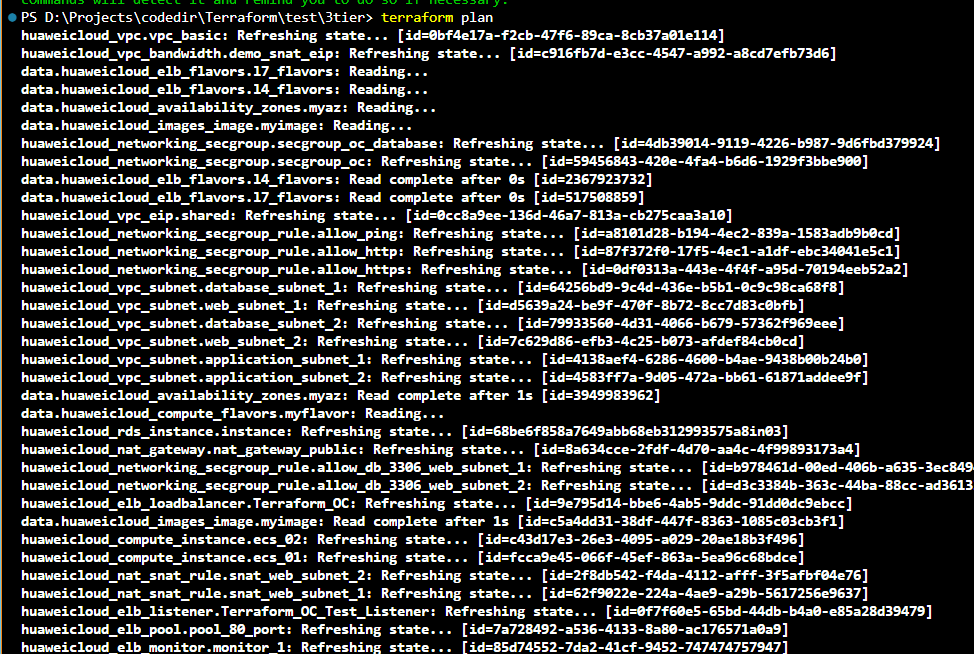 commands will detect it and remind you to do so if necessary.
PS D:\Projects\codedir\Terraform\test\3tier> terraform plan
huaweicloud_vpc.vpc_basic: Refreshing state... [id=0bf4e17a-f2cb-47f6-89ca-8cb37a01e114]
huaweicloud_vpc_bandwidth.demo_snat_eip: Refreshing state... [id=c916fb7d-e3cc-4547-a992-a8cd7efb73d6]
data.huaweicloud_elb_flavors.l7_flavors: Reading...
data.huaweicloud_elb_flavors.l4_flavors: Reading...
data.huaweicloud_availability_zones.myaz: Reading...
data.huaweicloud_images_image.myimage: Reading...
huaweicloud_networking_secgroup.secgroup_oc_database: Refreshing state... [id=4db39014-9119-4226-b987-9d6fbd379924]
huaweicloud_networking_secgroup.secgroup_oc: Refreshing state... [id=59456843-420e-4fa4-b6d6-1929f3bbe900]
data.huaweicloud_elb_flavors.l4_flavors: Read complete after 0s [id=2367923732]
data.huaweicloud_elb_flavors.l7_flavors: Read complete after 0s [id=517508859]
huaweicloud_vpc_eip.shared: Refreshing state... [id=0cc8a9ee-136d-46a7-813a-cb275caa3a10]
huaweicloud_networking_secgroup_rule.allow_ping: Refreshing state... [id=a8101d28-b194-4ec2-839a-1583adb9b0cd]
huaweicloud_networking_secgroup_rule.allow_http: Refreshing state... [id=87f372f0-17f5-4ec1-a1df-ebc34041e5c1]
huaweicloud_networking_secgroup_rule.allow_https: Refreshing state... [id=0df0313a-443e-4f4f-a95d-70194eeb52a2]
huaweicloud_vpc_subnet.database_subnet_1: Refreshing state... [id=64256bd9-9c4d-436e-b5b1-0c9c98ca68f8]
huaweicloud_vpc_subnet.web_subnet_1: Refreshing state... [id=d5639a24-be9f-470f-8b72-8cc7d83c0bfb]
huaweicloud_vpc_subnet.database_subnet_2: Refreshing state... [id=79933560-4d31-4066-b679-57362f969eee]
huaweicloud_vpc_subnet.web_subnet_2: Refreshing state... [id=7c629d86-efb3-4c25-b073-afdef84cb0cd]
huaweicloud_vpc_subnet.application_subnet_1: Refreshing state... [id=4138aef4-6286-4600-b4ae-9438b00b24b0]
huaweicloud_vpc_subnet.application_subnet_2: Refreshing state... [id=4583ff7a-9d05-472a-bb61-61871addee9f]
data.huaweicloud_availability_zones.myaz: Read complete after 1s [id=3949983962]
data.huaweicloud_compute_flavors.myflavor: Reading...
huaweicloud_rds_instance.instance: Refreshing state... [id=68be6f858a7649abb68eb312993575a8in03]
huaweicloud_nat_gateway.nat_gateway_public: Refreshing state... [id=8a634cce-2fdf-4d70-aa4c-4f99893173a4]
huaweicloud_networking_secgroup_rule.allow_db_3306_web_subnet_1: Refreshing state... [id=b978461d-00ed-406b-a635-3ec849
huaweicloud_networking_secgroup_rule.allow_db_3306_web_subnet_2: Refreshing state... [id=d3c3384b-363c-44ba-88cc-ad3613
huaweicloud_elb_loadbalancer.Terraform_OC: Refreshing state... [id=9e795d14-bbe6-4ab5-9ddc-91dd0dc9ebcc]
data.huaweicloud_images_image.myimage: Read complete after 1s [id=c5a4dd31-38df-447f-8363-1085c03cb3f1]
huaweicloud_compute_instance.ecs_02: Refreshing state... [id=c43d17e3-26e3-4095-a029-20ae18b3f496]
huaweicloud_compute_instance.ecs_01: Refreshing state... [id=fcca9e45-066f-45ef-863a-5ea96c68bdce]
huaweicloud_nat_snat_rule.snat_web_subnet_2: Refreshing state... [id=2f8db542-f4da-4112-afff-3f5afbf04e76]
huaweicloud_nat_snat_rule.snat_web_subnet_1: Refreshing state... [id=62f9022e-224a-4ae9-a29b-5617256e9637]
huaweicloud_elb_listener.Terraform_OC_Test_Listener: Refreshing state... [id=0f7f60e5-65bd-44db-b4a0-e85a28d39479]
huaweicloud_elb_pool.pool_80_port: Refreshing state... [id=7a728492-a536-4133-8a80-ac176571a0a9]
huaweicloud_elb_monitor.monitor_1: Refreshing state... [id=85d74552-7da2-41cf-9452-747474757947]